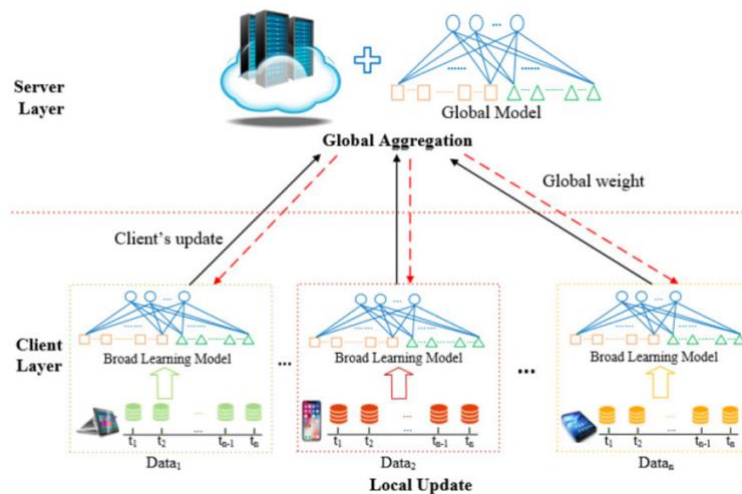 Server
Layer
Global Model
Global Aggregation
Global weight
Client's update
Client
Layer
Broad Learning Model
t1 t2 ... tn-1 tn
Data1
...
Broad Learning Model
t1 t2 ... tn-1 tn
Data2
...
Broad Learning Model
t1 t2 ... tn-1 tn
Datan
Local Update